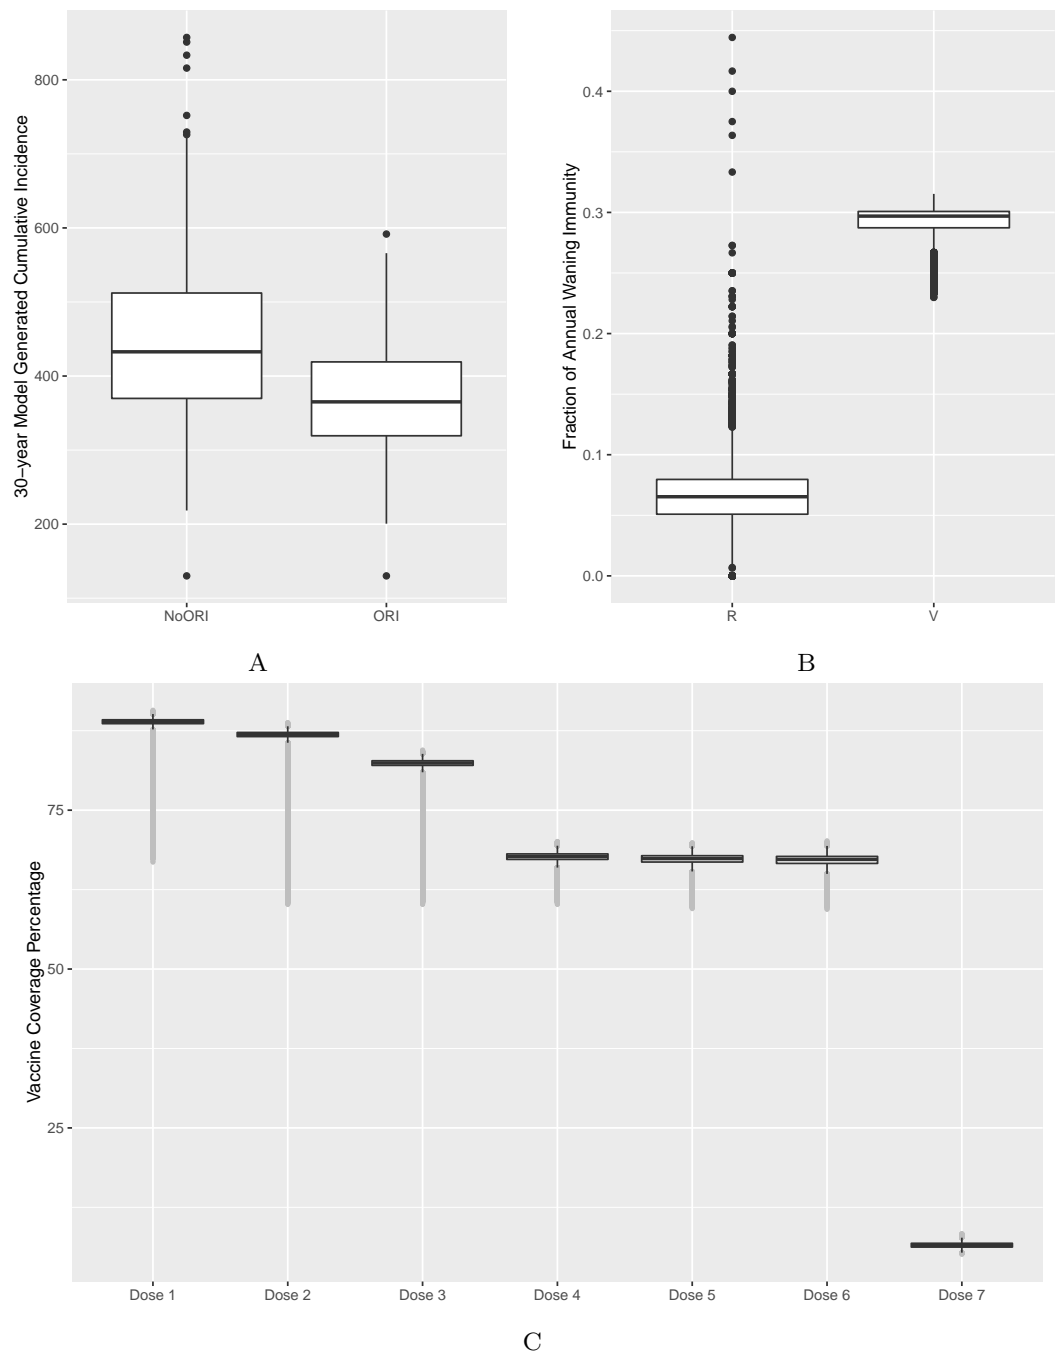 30−year Model Generated Cumulative Incidence
800
600
400
200
NoORI
ORI
A
Fraction of Annual Waning Immunity
0.4
0.3
0.2
0.1
0.0
R
V
B
Vaccine Coverage Percentage
75
50
25
Dose 1
Dose 2
Dose 3
Dose 4
Dose 5
Dose 6
Dose 7
C